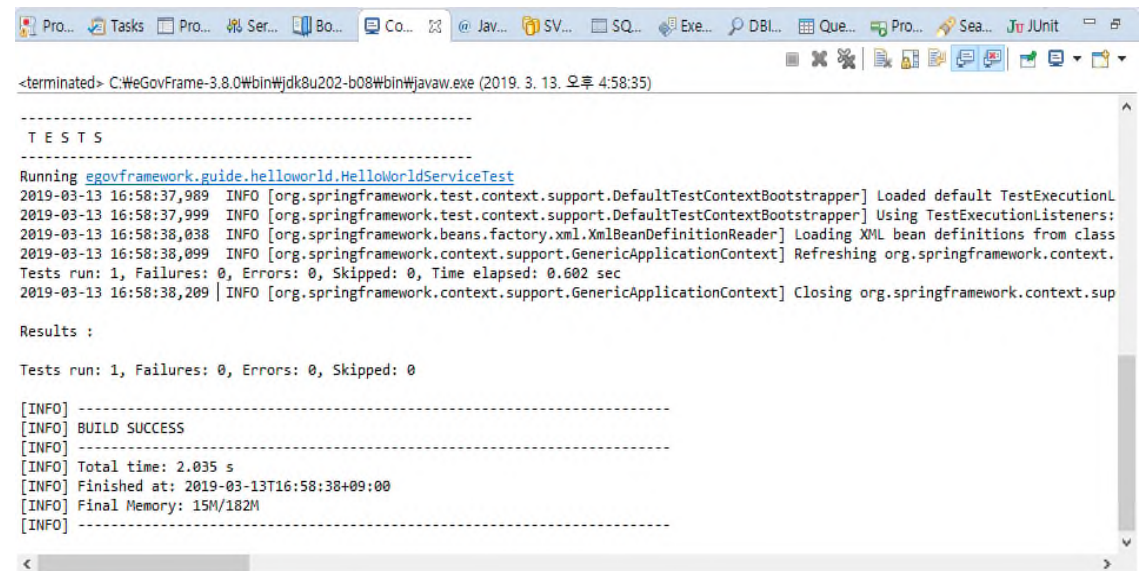 Pro... Tasks Pro... Ser... Bo... Co... @ Jav... SV... SQ... Exe... DBI... Que... Pro... Sea... JUnit
<terminated> C:₩eGovFrame-3.8.0₩bin₩jdk8u202-b08₩bin₩javaw.exe (2019. 3. 13. 오후 4:58:35)
-------------------------------------------------------
T E S T S
-------------------------------------------------------
Running egovframework.guide.helloworld.HelloWorldServiceTest
2019-03-13 16:58:37,989 INFO [org.springframework.test.context.support.DefaultTestContextBootstrapper] Loaded default TestExecutionL
2019-03-13 16:58:37,999 INFO [org.springframework.test.context.support.DefaultTestContextBootstrapper] Using TestExecutionListeners:
2019-03-13 16:58:38,038 INFO [org.springframework.beans.factory.xml.XmlBeanDefinitionReader] Loading XML bean definitions from class
2019-03-13 16:58:38,099 INFO [org.springframework.context.support.GenericApplicationContext] Refreshing org.springframework.context.
Tests run: 1, Failures: 0, Errors: 0, Skipped: 0, Time elapsed: 0.602 sec
2019-03-13 16:58:38,209 INFO [org.springframework.context.support.GenericApplicationContext] Closing org.springframework.context.sup
Results :
Tests run: 1, Failures: 0, Errors: 0, Skipped: 0
[INFO] ------------------------------------------------------------------------
[INFO] BUILD SUCCESS
[INFO] ------------------------------------------------------------------------
[INFO] Total time: 2.035 s
[INFO] Finished at: 2019-03-13T16:58:38+09:00
[INFO] Final Memory: 15M/182M
[INFO] ------------------------------------------------------------------------